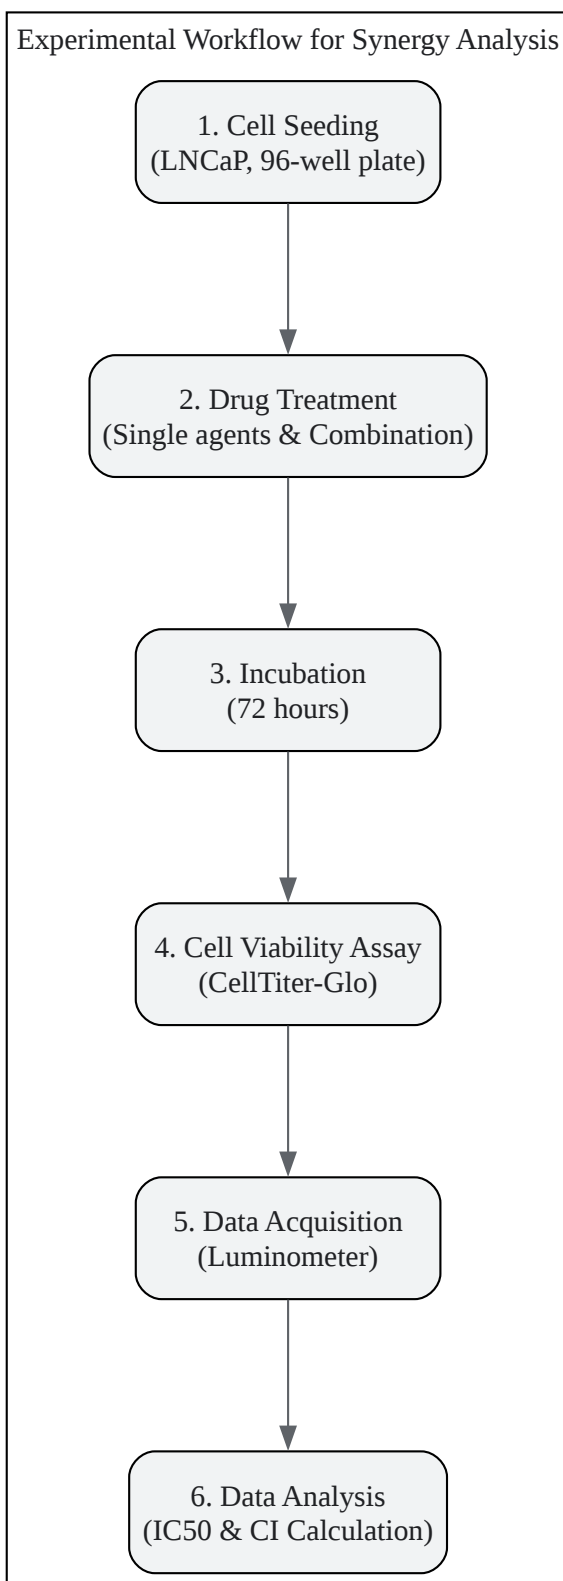 Experimental Workflow for Synergy Analysis
1. Cell Seeding
(LNCaP, 96-well plate)
2. Drug Treatment
(Single agents & Combination)
3. Incubation
(72 hours)
4. Cell Viability Assay
(CellTiter-Glo)
5. Data Acquisition
(Luminometer)
6. Data Analysis
(IC50 & CI Calculation)